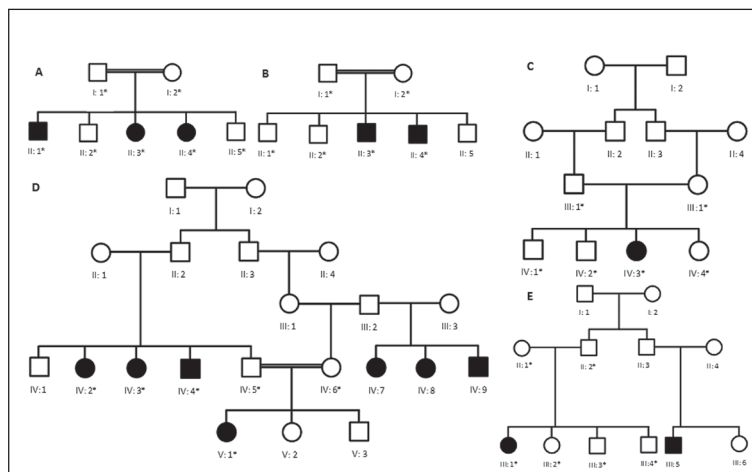 A
I: 1* I: 2*
II: 1* II: 2* II: 3* II: 4* II: 5*
B
I: 1* I: 2*
II: 1* II: 2* II: 3* II: 4* II: 5
C
I: 1 I: 2
II: 1 II: 2 II: 3 II: 4
III: 1* III: 1*
IV: 1* IV: 2* IV: 3* IV: 4*
D
I: 1 I: 2
II: 1 II: 2 II: 3 II: 4
III: 1 III: 2 III: 3
IV: 1 IV: 2* IV: 3* IV: 4* IV: 5* IV: 6* IV: 7 IV: 8 IV: 9
V: 1* V: 2 V: 3
E
I: 1 I: 2
II: 1* II: 2* II: 3 II: 4
III: 1* III: 2* III: 3* III: 4* III: 5 III: 6